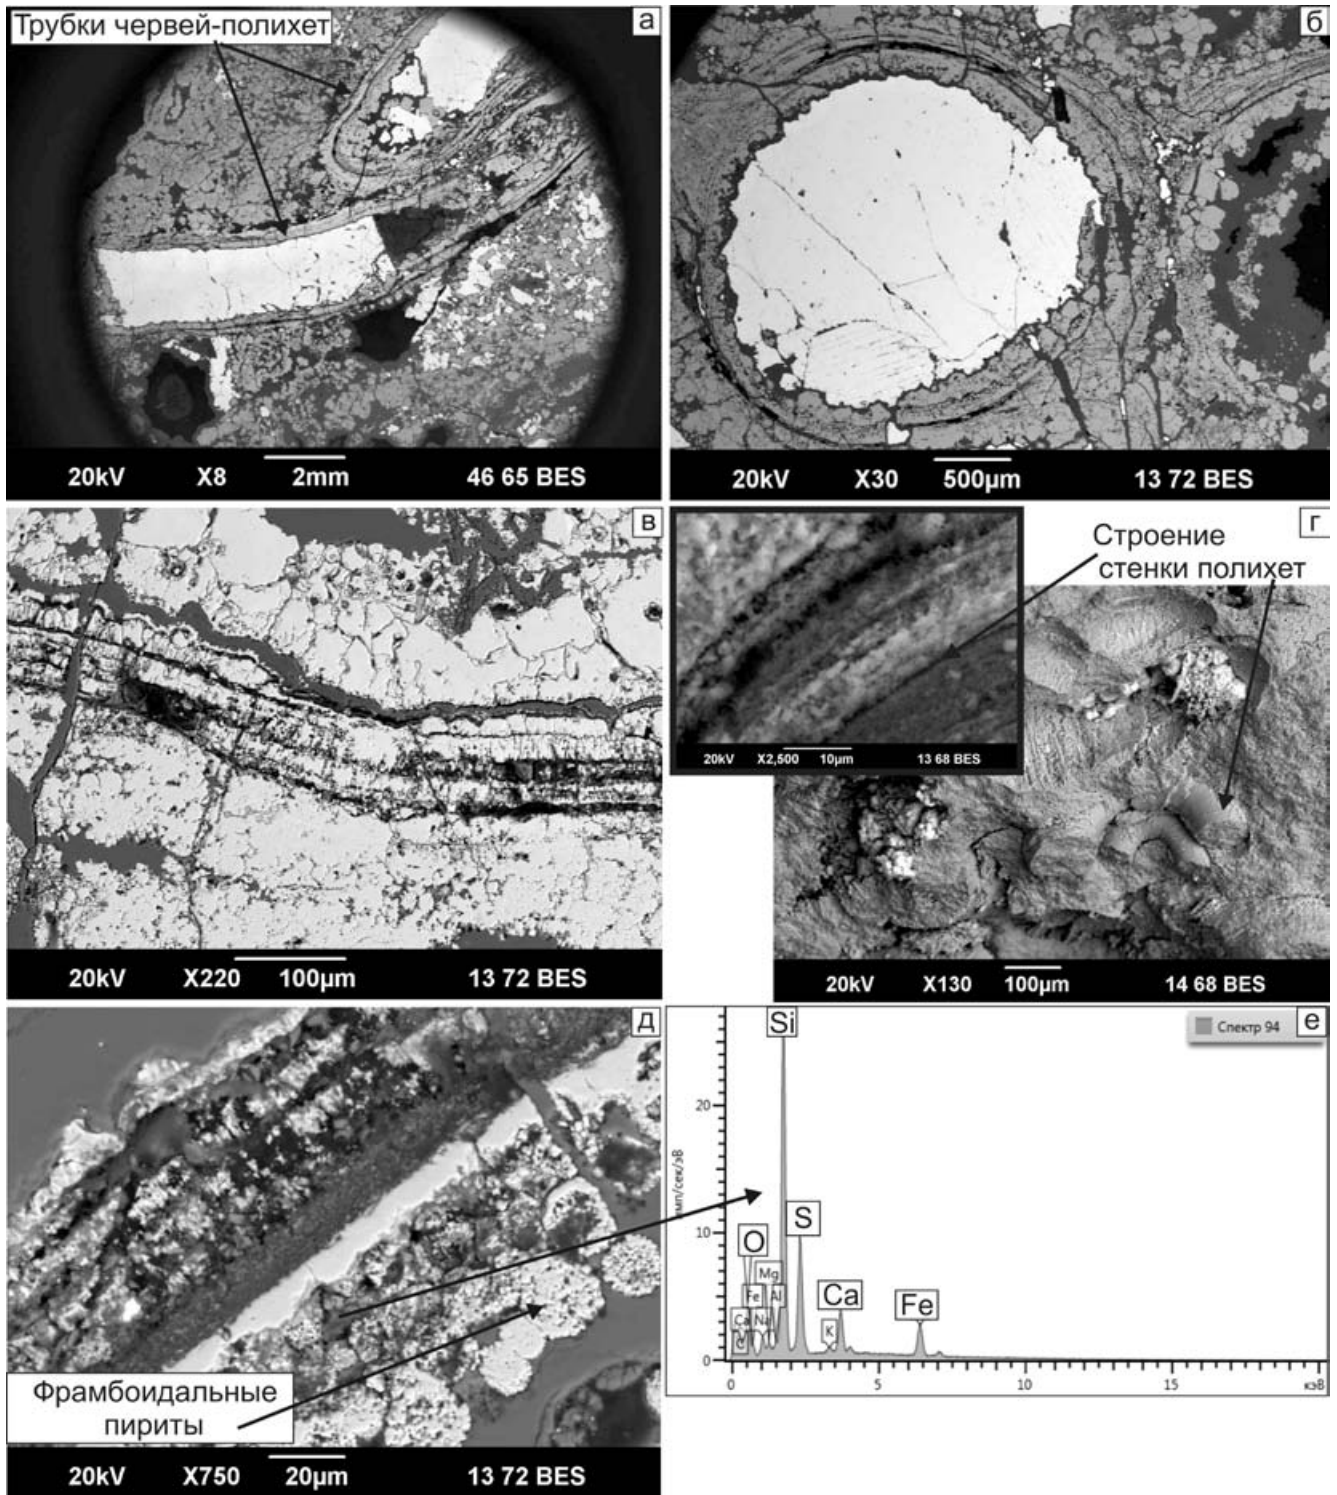 Трубки червей-полихет
а
20kV X8 2mm 46 65 BES
б
20kV X30 500µm 13 72 BES
в
20kV X220 100µm 13 72 BES
г
Строение
стенки полихет
20kV X2,500 10µm 13 68 BES
20kV X130 100µm 14 68 BES
д
Фрамбоидальные
пириты
20kV X750 20µm 13 72 BES
е
Спектр 94
Si
20
S
10
O
Mg
Fe
Al
Ca
Na
C
K
Ca
Fe
0
0 5 10 15 кэВ